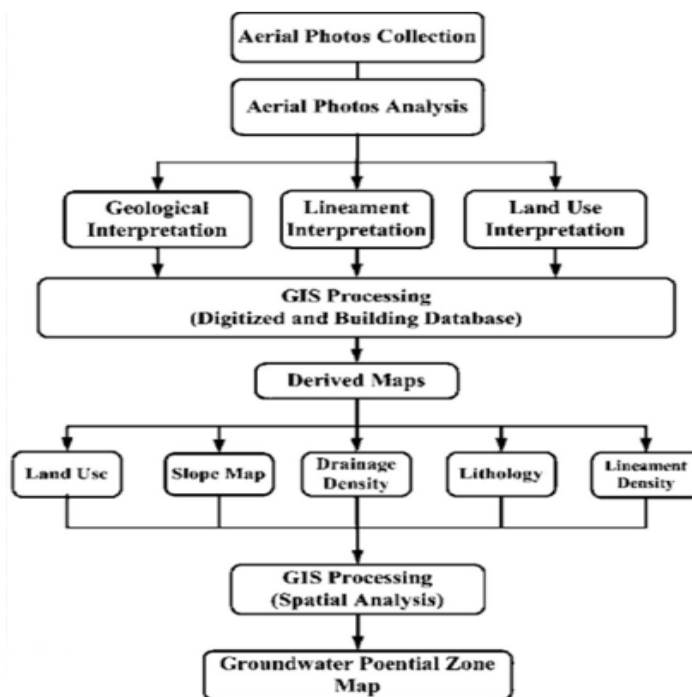 Aerial Photos Collection
Aerial Photos Analysis
Geological
Interpretation
Lineament
Interpretation
Land Use
Interpretation
GIS Processing
(Digitized and Building Database)
Derived Maps
Land Use
Slope Map
Drainage
Density
Lithology
Lineament
Density
GIS Processing
(Spatial Analysis)
Groundwater Poential Zone
Map